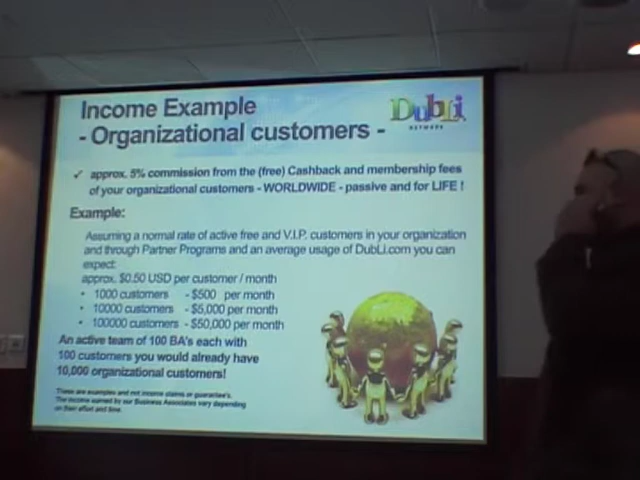 Income Example
- Organizational customers -
DubLi
NETWORK
✓ approx. 5% commission from the (free) Cashback and membership fees
of your organizational customers - WORLDWIDE - passive and for LIFE !
Example:
Assuming a normal rate of active free and V.I.P. customers in your organization
and through Partner Programs and an average usage of DubLi.com you can
expect:
approx. $0.50 USD per customer / month
• 1000 customers - $500 per month
• 10000 customers - $5,000 per month
• 100000 customers - $50,000 per month
An active team of 100 BA's each with
100 customers you would already have
10,000 organizational customers!
These are examples and not income claims or guarantee's.
The income earned by our Business Associates vary depending
on their effort and time.